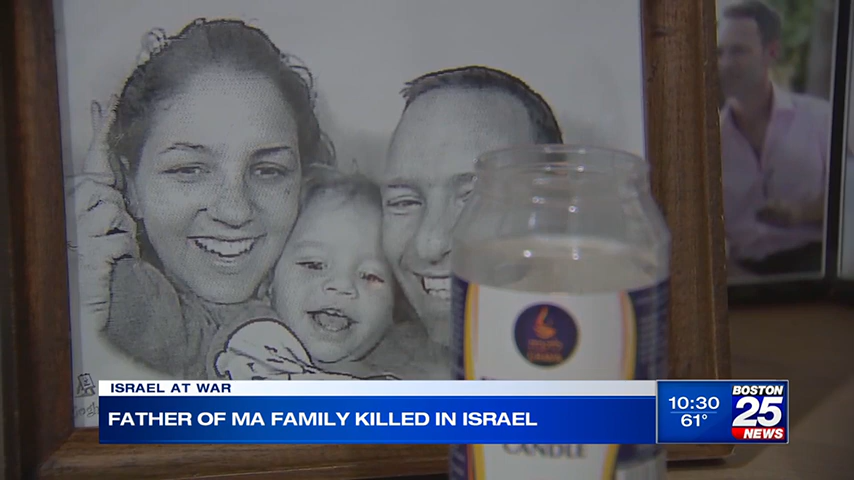 ISRAEL AT WAR
FATHER OF MA FAMILY KILLED IN ISRAEL
10:30
61°
BOSTON
25
NEWS
CANDLE